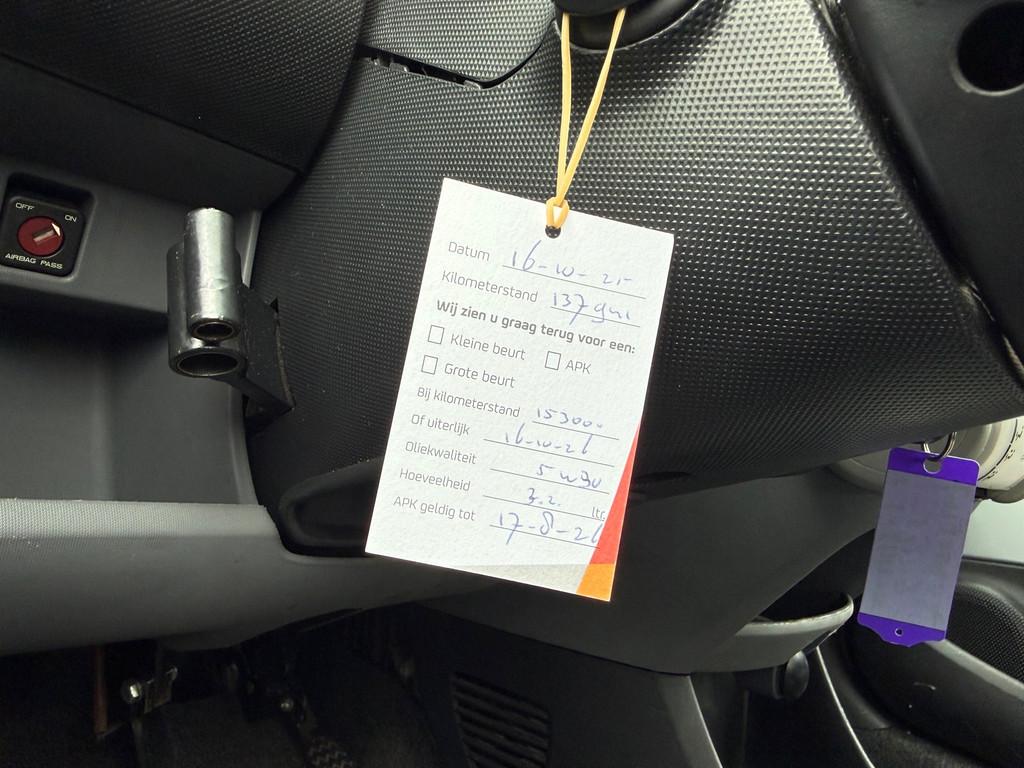 OFF
ON
AIRBAG PASS
Datum 16-10-25
Kilometerstand
Wij zien u graag terug voor een:
Kleine beurt
APK
Grote beurt
Bij kilometerstand 153000
Of uiterlijk 16-10-26
Oliekwaliteit 5w30
Hoeveelheid 3.2 ltr
APK geldig tot 17-8-26